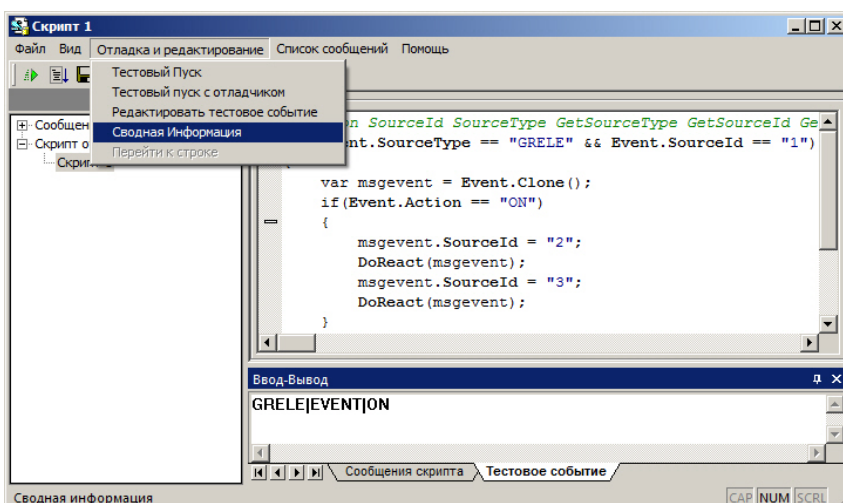 Скрипт 1
Файл Вид Отладка и редактирование Список сообщений Помощь
Тестовый Пуск
Тестовый пуск с отладчиком
Редактировать тестовое событие
Сводная Информация
Перейти к строке
Сообщен
Скрипт о
Скрип
n SourceId SourceType GetSourceType GetSourceId Ge
ent.SourceType == "GRELE" && Event.SourceId == "1")
var msgevent = Event.Clone();
if(Event.Action == "ON")
{
msgevent.SourceId = "2";
DoReact(msgevent);
msgevent.SourceId = "3";
DoReact(msgevent);
}
Ввод-Вывод
GRELE|EVENT|ON
Сообщения скрипта Тестовое событие
Сводная информация CAP NUM SCRL